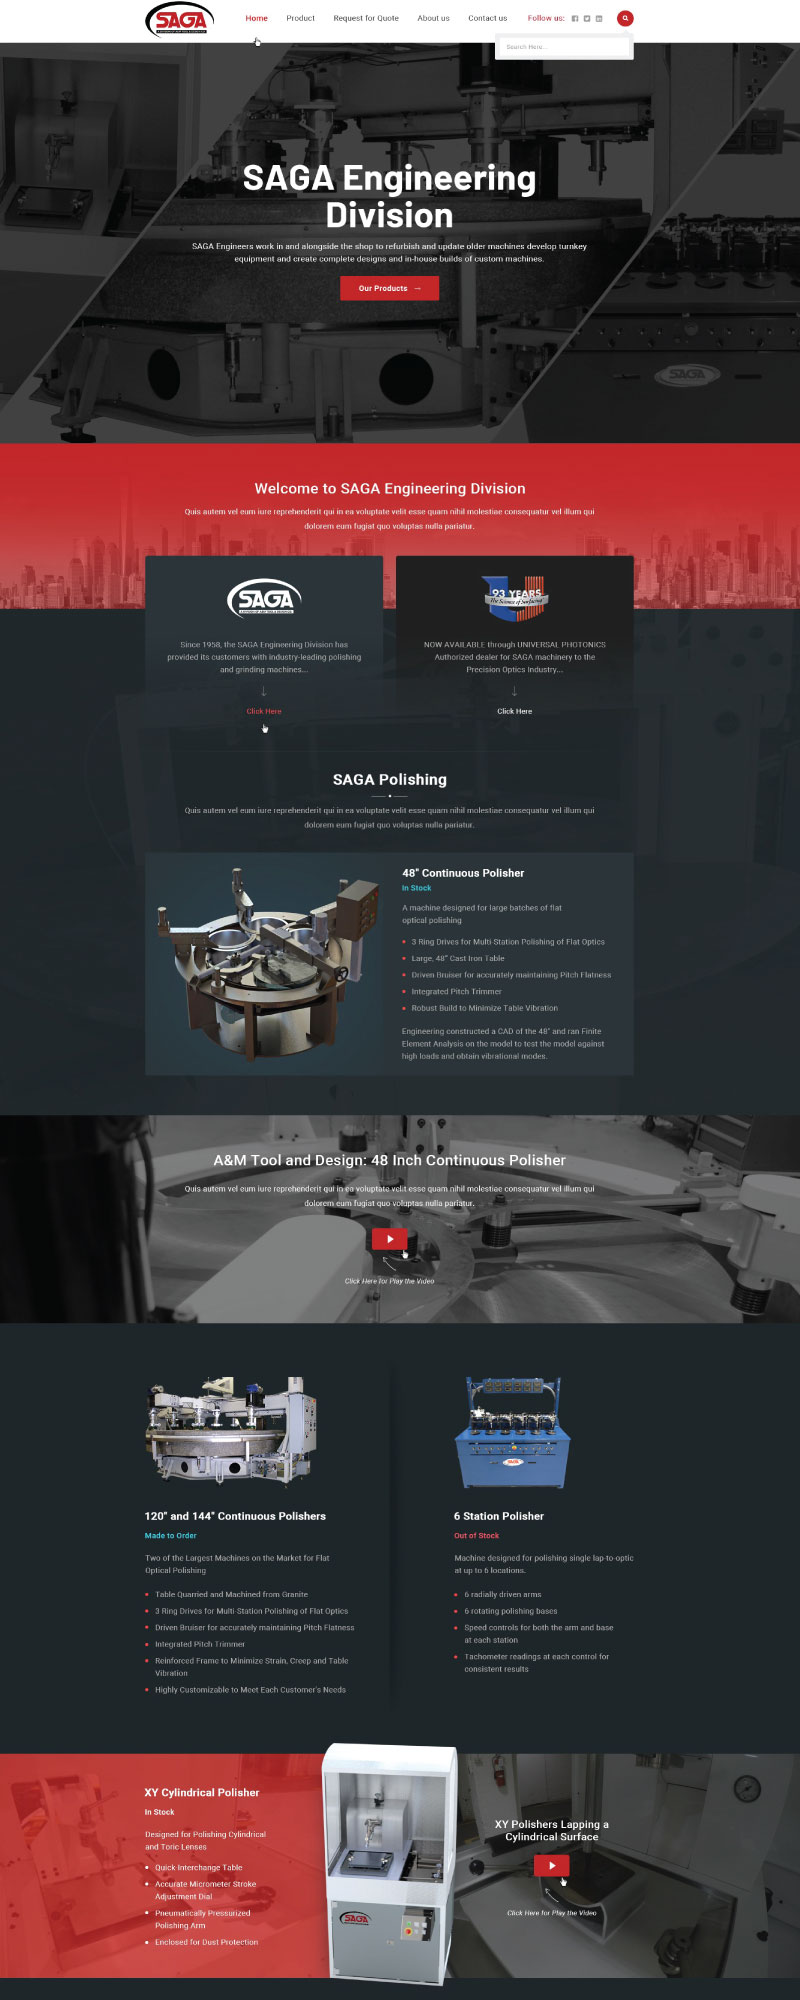 SAGA
Home Product Request for Quote About us Contact us Follow us:
Search Here...
SAGA Engineering
Division
SAGA Engineers work in and alongside the shop to refurbish and update older machines develop turnkey
equipment and create complete designs and in-house builds of custom machines.
Our Products →
SAGA
Welcome to SAGA Engineering Division
Quis autem vel eum iure reprehenderit qui in ea voluptate velit esse quam nihil molestiae consequatur vel illum qui
dolorem eum fugiat quo voluptas nulla pariatur.
SAGA
Since 1958, the SAGA Engineering Division has
provided its customers with industry-leading polishing
and grinding machines...
Click Here
93 YEARS
The Science of Surfacing
NOW AVAILABLE through UNIVERSAL PHOTONICS
Authorized dealer for SAGA machinery to the
Precision Optics Industry...
Click Here
SAGA Polishing
Quis autem vel eum iure reprehenderit qui in ea voluptate velit esse quam nihil molestiae consequatur vel illum qui
dolorem eum fugiat quo voluptas nulla pariatur.
48" Continuous Polisher
In Stock
A machine designed for large batches of flat
optical polishing
3 Ring Drives for Multi-Station Polishing of Flat Optics
Large, 48" Cast Iron Table
Driven Bruiser for accurately maintaining Pitch Flatness
Integrated Pitch Trimmer
Robust Build to Minimize Table Vibration
Engineering constructed a CAD of the 48" and ran Finite
Element Analysis on the model to test the model against
high loads and obtain vibrational modes.
A&M Tool and Design: 48 Inch Continuous Polisher
Quis autem vel eum iure reprehenderit qui in ea voluptate velit esse quam nihil molestiae consequatur vel illum qui
dolorem eum fugiat quo voluptas nulla pariatur.
Click Here for Play the Video
120" and 144" Continuous Polishers
Made to Order
Two of the Largest Machines on the Market for Flat
Optical Polishing
Table Quarried and Machined from Granite
3 Ring Drives for Multi-Station Polishing of Flat Optics
Driven Bruiser for accurately maintaining Pitch Flatness
Integrated Pitch Trimmer
Reinforced Frame to Minimize Strain, Creep and Table
Vibration
Highly Customizable to Meet Each Customer's Needs
SAGA
6 Station Polisher
Out of Stock
Machine designed for polishing single lap-to-optic
at up to 6 locations.
6 radially driven arms
6 rotating polishing bases
Speed controls for both the arm and base
at each station
Tachometer readings at each control for
consistent results
XY Cylindrical Polisher
In Stock
Designed for Polishing Cylindrical
and Toric Lenses
Quick Interchange Table
Accurate Micrometer Stroke
Adjustment Dial
Pneumatically Pressurized
Polishing Arm
Enclosed for Dust Protection
SAGA
XY Polishers Lapping a
Cylindrical Surface
Click Here for Play the Video